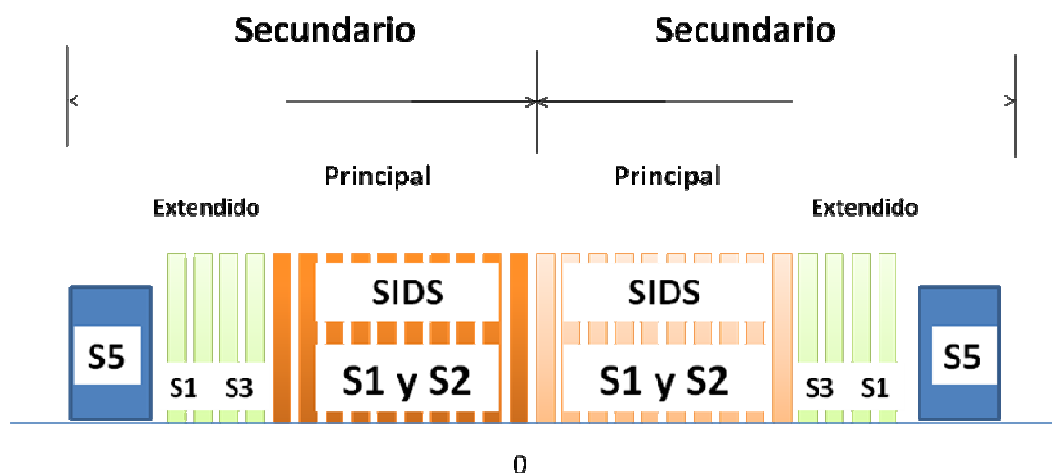 Secundario Secundario
Principal Principal
Extendido Extendido
SIDS SIDS
S5 S1 y S2 S1 y S2 S5
S1 S3 S3 S1
0